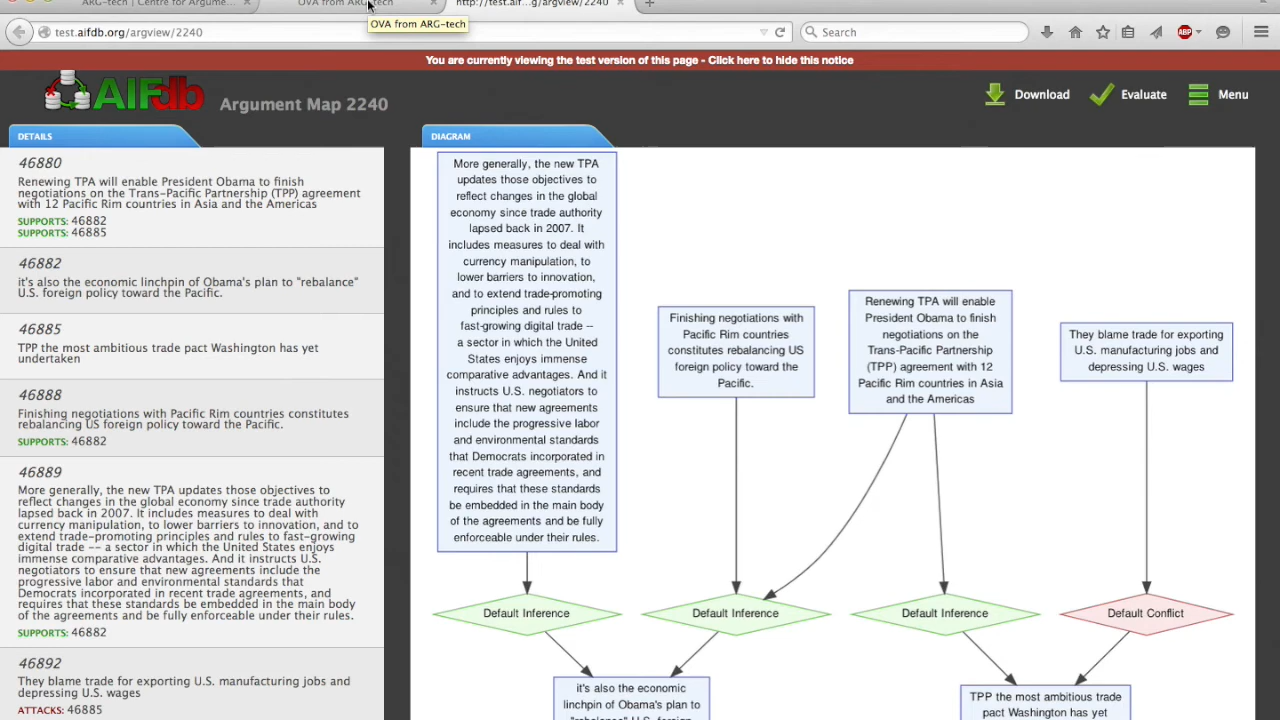 ARG-tech | Centre for Argume...
OVA from ARG-tech
http://test.aif...g/argview/2240
OVA from ARG-tech
test.aifdb.org/argview/2240
Search
ABP
You are currently viewing the test version of this page - Click here to hide this notice
AIFdb
Argument Map 2240
Download
Evaluate
Menu
DETAILS
46880
Renewing TPA will enable President Obama to finish
negotiations on the Trans-Pacific Partnership (TPP) agreement
with 12 Pacific Rim countries in Asia and the Americas
SUPPORTS: 46882
SUPPORTS: 46885
46882
it's also the economic linchpin of Obama's plan to "rebalance"
U.S. foreign policy toward the Pacific.
46885
TPP the most ambitious trade pact Washington has yet
undertaken
46888
Finishing negotiations with Pacific Rim countries constitutes
rebalancing US foreign policy toward the Pacific.
SUPPORTS: 46882
46889
More generally, the new TPA updates those objectives to
reflect changes in the global economy since trade authority
lapsed back in 2007. It includes measures to deal with
currency manipulation, to lower barriers to innovation, and to
extend trade-promoting principles and rules to fast-growing
digital trade -- a sector in which the United States enjoys
immense comparative advantages. And it instructs U.S.
negotiators to ensure that new agreements include the
progressive labor and environmental standards that
Democrats incorporated in recent trade agreements, and
requires that these standards be embedded in the main body
of the agreements and be fully enforceable under their rules.
SUPPORTS: 46882
46892
They blame trade for exporting U.S. manufacturing jobs and
depressing U.S. wages
ATTACKS: 46885
DIAGRAM
More generally, the new TPA
updates those objectives to
reflect changes in the global
economy since trade authority
lapsed back in 2007. It
includes measures to deal with
currency manipulation, to
lower barriers to innovation,
and to extend trade-promoting
principles and rules to
fast-growing digital trade --
a sector in which the United
States enjoys immense
comparative advantages. And it
instructs U.S. negotiators to
ensure that new agreements
include the progressive labor
and environmental standards
that Democrats incorporated in
recent trade agreements, and
requires that these standards
be embedded in the main body
of the agreements and be fully
enforceable under their rules.
Finishing negotiations with
Pacific Rim countries
constitutes rebalancing US
foreign policy toward the
Pacific.
Renewing TPA will enable
President Obama to finish
negotiations on the
Trans-Pacific Partnership
(TPP) agreement with 12
Pacific Rim countries in Asia
and the Americas
They blame trade for exporting
U.S. manufacturing jobs and
depressing U.S. wages
Default Inference
Default Inference
Default Inference
Default Conflict
it's also the economic
linchpin of Obama's plan to
"rebalance" U.S. foreign
TPP the most ambitious trade
pact Washington has yet